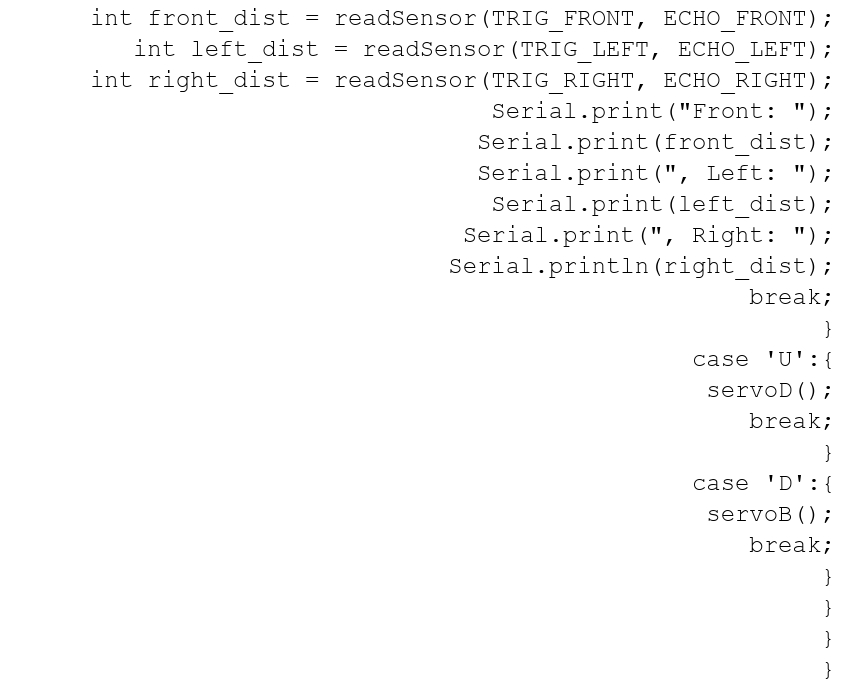 int front_dist = readSensor(TRIG_FRONT, ECHO_FRONT);
int left_dist = readSensor(TRIG_LEFT, ECHO_LEFT);
int right_dist = readSensor(TRIG_RIGHT, ECHO_RIGHT);
Serial.print("Front: ");
Serial.print(front_dist);
Serial.print(", Left: ");
Serial.print(left_dist);
Serial.print(", Right: ");
Serial.println(right_dist);
break;
}
case 'U':{
servoD();
break;
}
case 'D':{
servoB();
break;
}
}
}
}